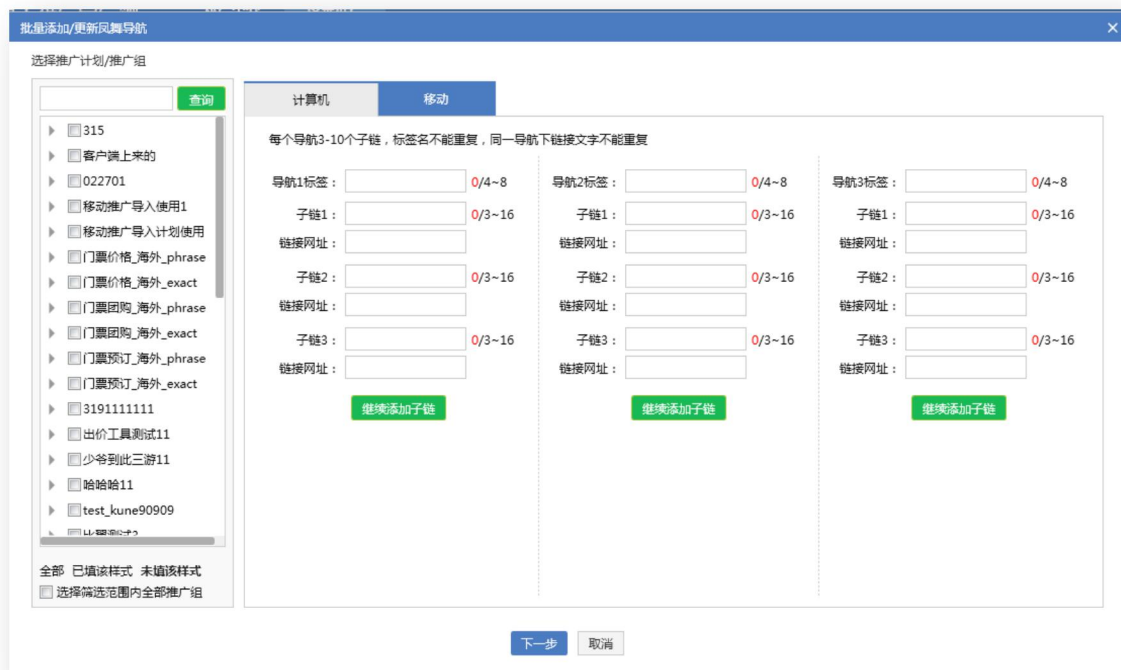 批量添加/更新凤舞导航
选择推广计划/推广组
查询
315
客户端上来的
022701
移动推广导入使用1
移动推广导入计划使用
门票价格_海外_phrase
门票价格_海外_exact
门票团购_海外_phrase
门票团购_海外_exact
门票预订_海外_phrase
门票预订_海外_exact
3191111111
出价工具测试11
少爷到此三游11
哈哈哈11
test_kune90909
全部 已填该样式 未填该样式
选择筛选范围内全部推广组
计算机 移动
每个导航3-10个子链，标签名不能重复，同一导航下链接文字不能重复
导航1标签： 0/4~8 导航2标签： 0/4~8 导航3标签： 0/4~8
子链1： 0/3~16 子链1： 0/3~16 子链1： 0/3~16
链接网址： 链接网址： 链接网址：
子链2： 0/3~16 子链2： 0/3~16 子链2： 0/3~16
链接网址： 链接网址： 链接网址：
子链3： 0/3~16 子链3： 0/3~16 子链3： 0/3~16
链接网址： 链接网址： 链接网址：
继续添加子链 继续添加子链 继续添加子链
下一步 取消